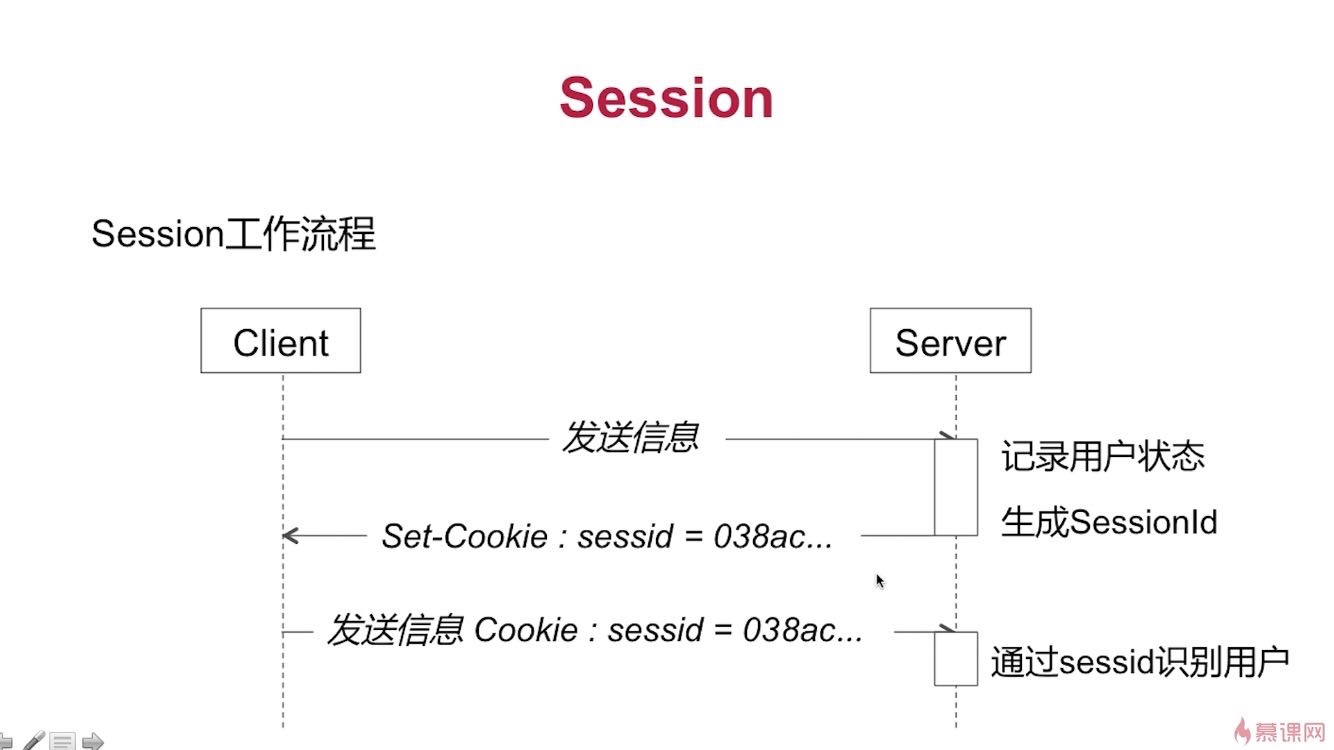 Session
Session工作流程
Client
Server
发送信息
记录用户状态
生成SessionId
Set-Cookie : sessid = 038ac...
发送信息 Cookie : sessid = 038ac...
通过sessid识别用户
慕课网